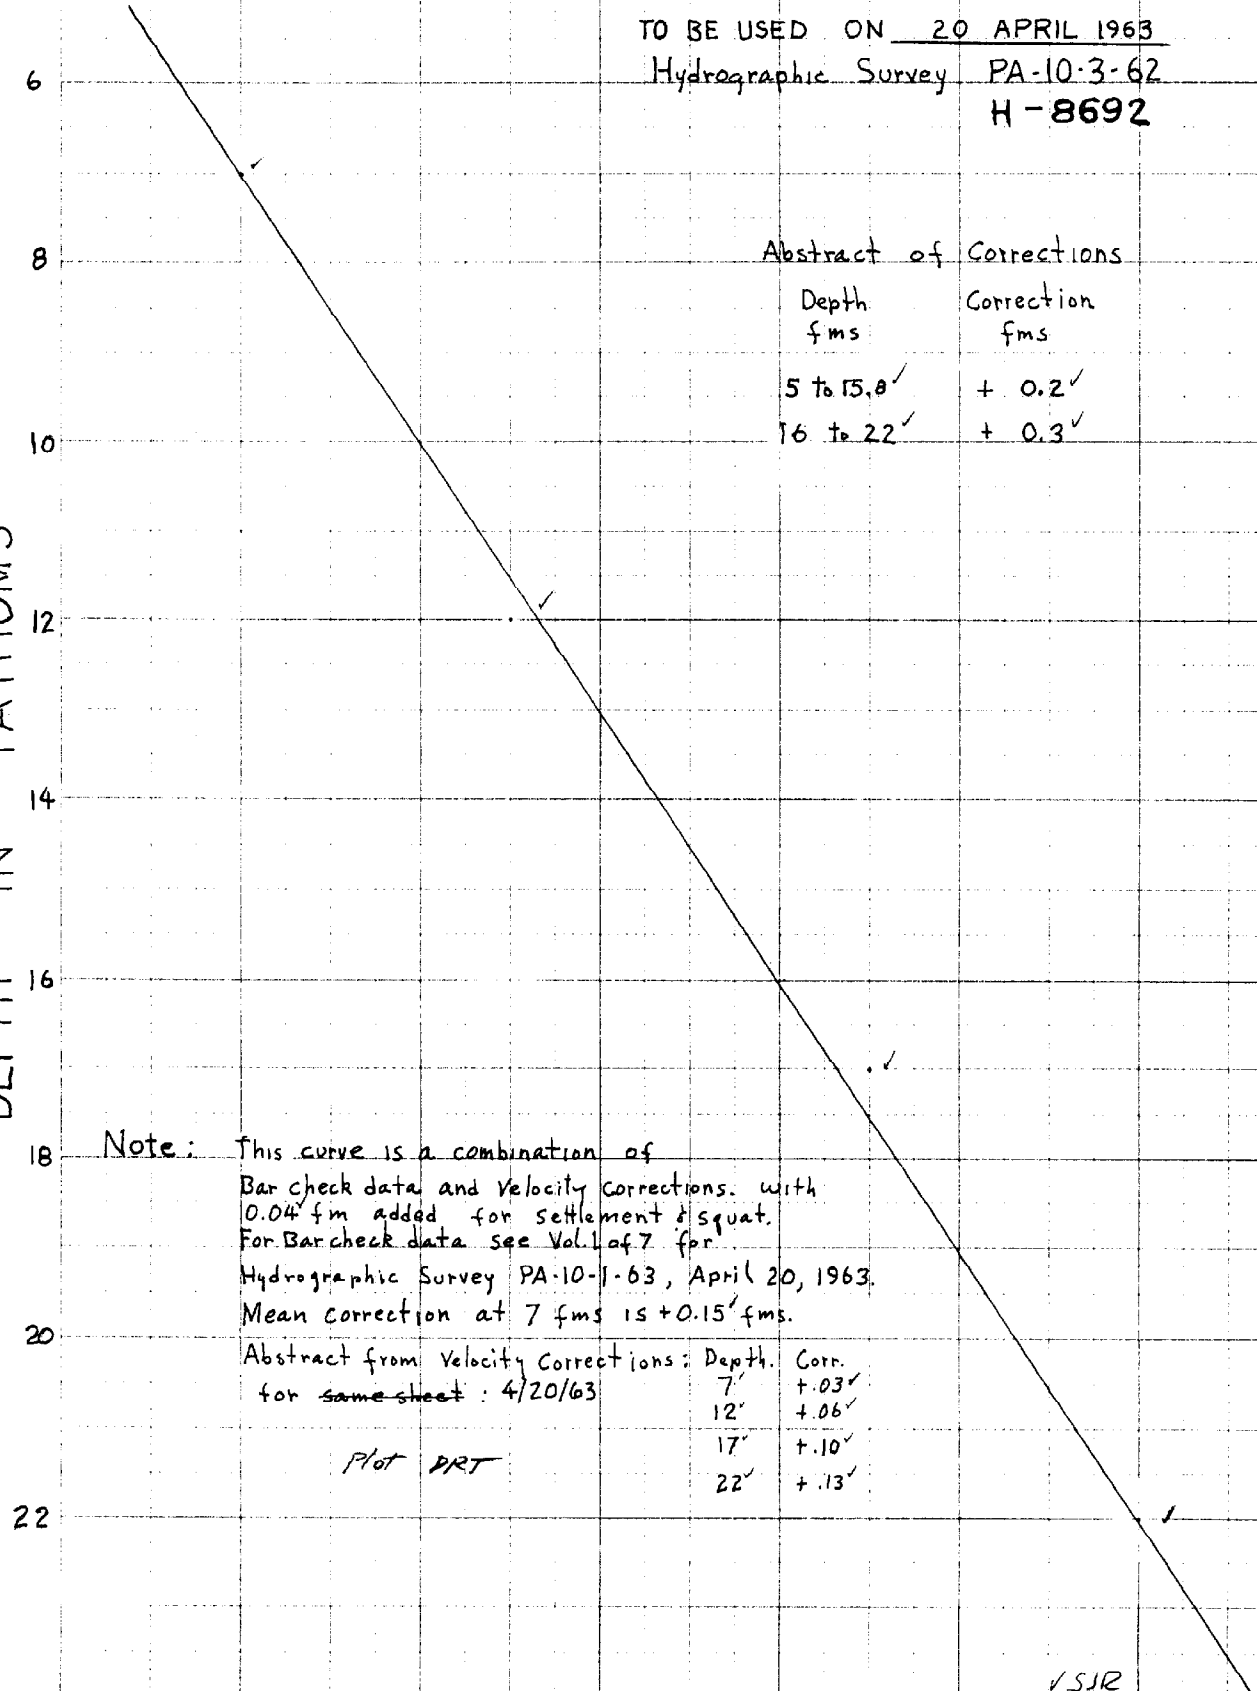 TO BE USED ON 20 APRIL 1963
Hydrographic Survey PA-10-3-62
H-8692
6
8
10
12
14
16
18
20
22
DEPTH IN FATHOMS
Abstract of Corrections
Depth Correction
fms fms
5 to 15.8✓ + 0.2✓
16 to 22✓ + 0.3✓
Note: This curve is a combination of
Bar check data and Velocity Corrections. with
0.04✓ fm added for settlement & squat.
For Bar check data see Vol. 1 of 7 for
Hydrographic Survey PA-10-1-63, April 20, 1963.
Mean correction at 7 fms is +0.15✓ fms.
Abstract from Velocity Corrections: Depth. Corr.
for same sheet : 4/20/63 7✓ +.03✓
12✓ +.06✓
17✓ +.10✓
22✓ +.13✓
Plot DRT
✓ SJR